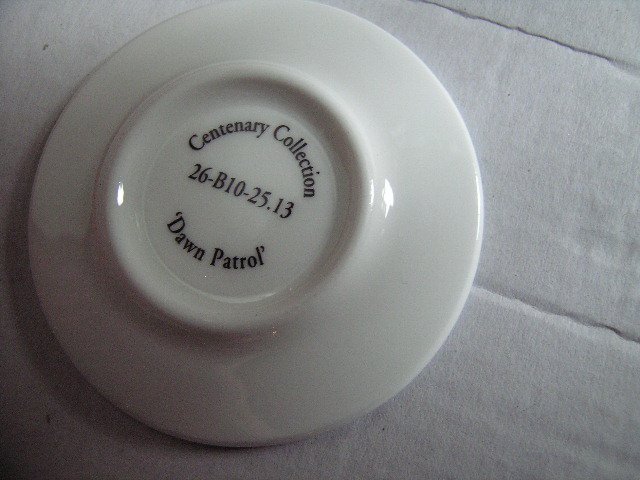 Centenary Collection
26-B10-25.13
'Dawn Patrol'